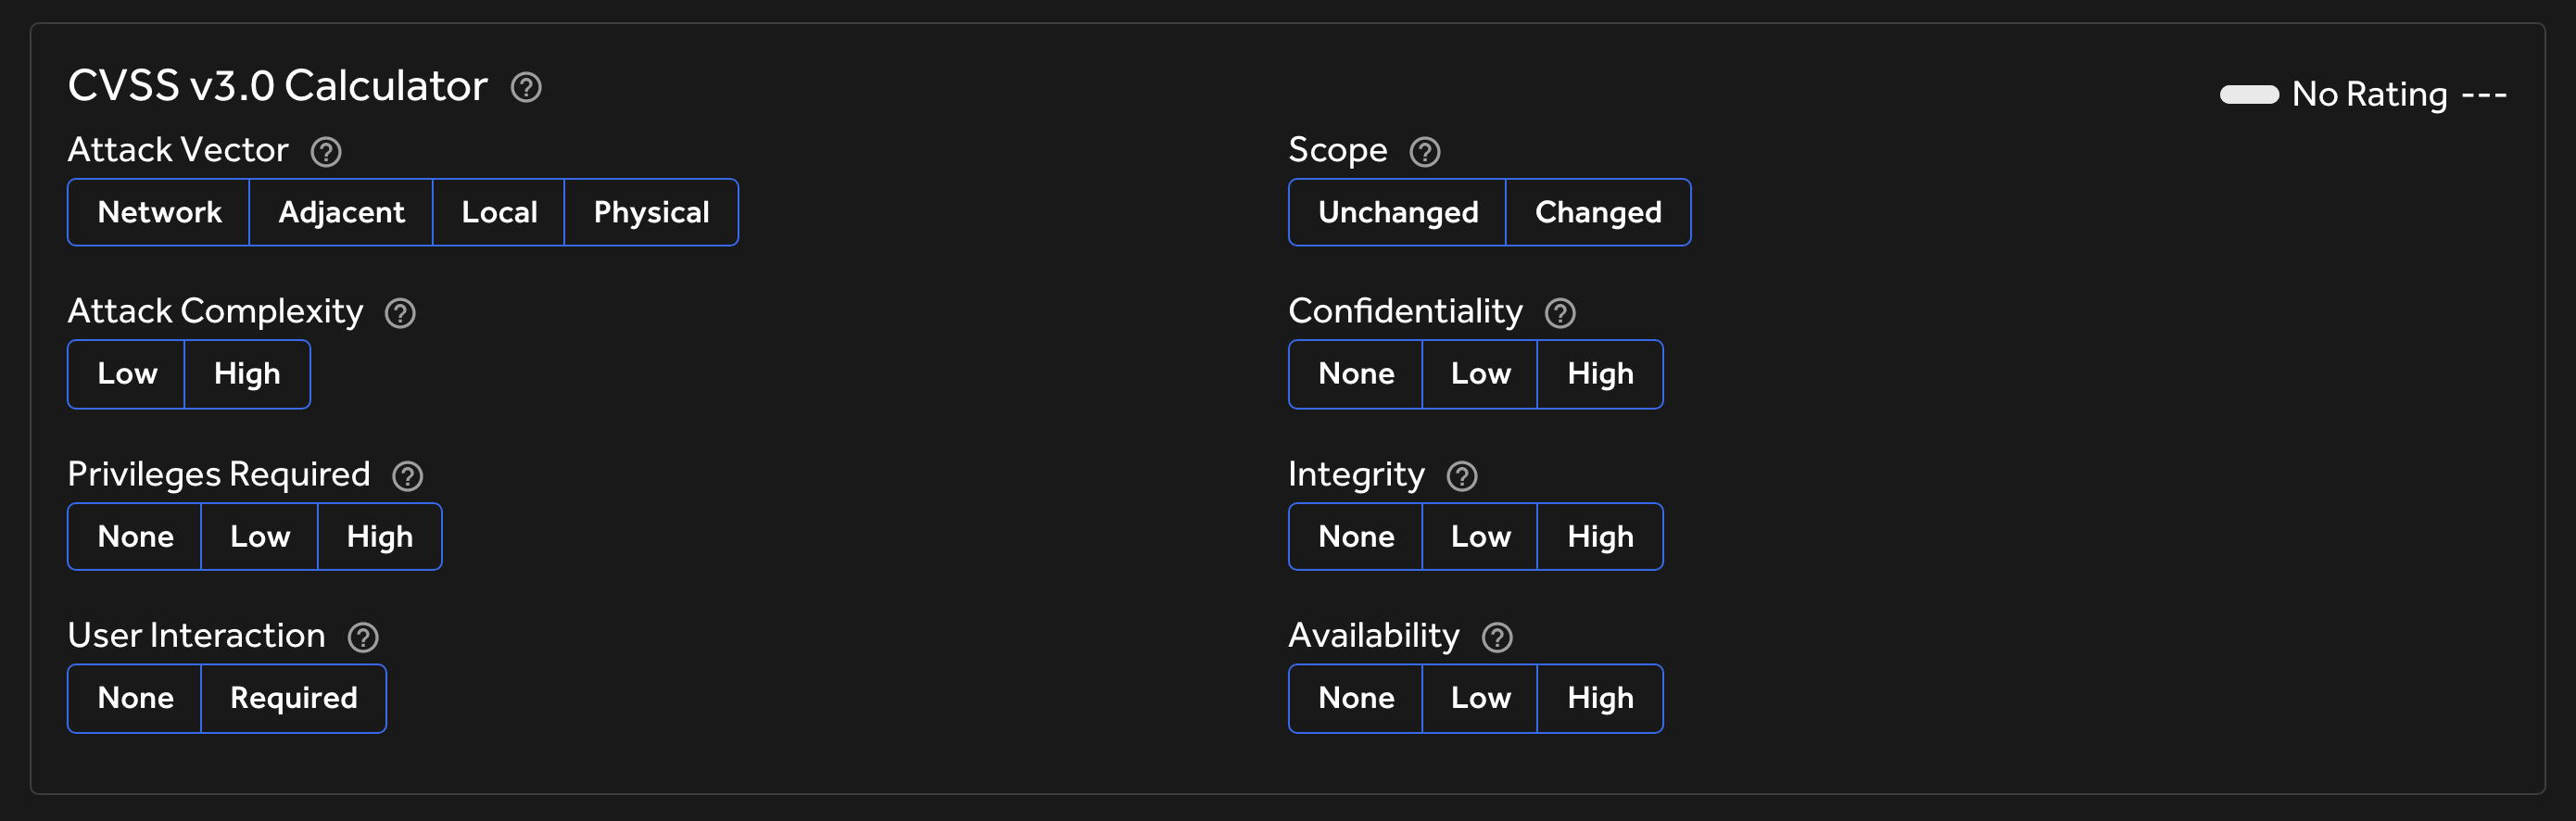 CVSS v3.0 Calculator ?
No Rating ---
Attack Vector ?
Network Adjacent Local Physical
Attack Complexity ?
Low High
Privileges Required ?
None Low High
User Interaction ?
None Required
Scope ?
Unchanged Changed
Confidentiality ?
None Low High
Integrity ?
None Low High
Availability ?
None Low High